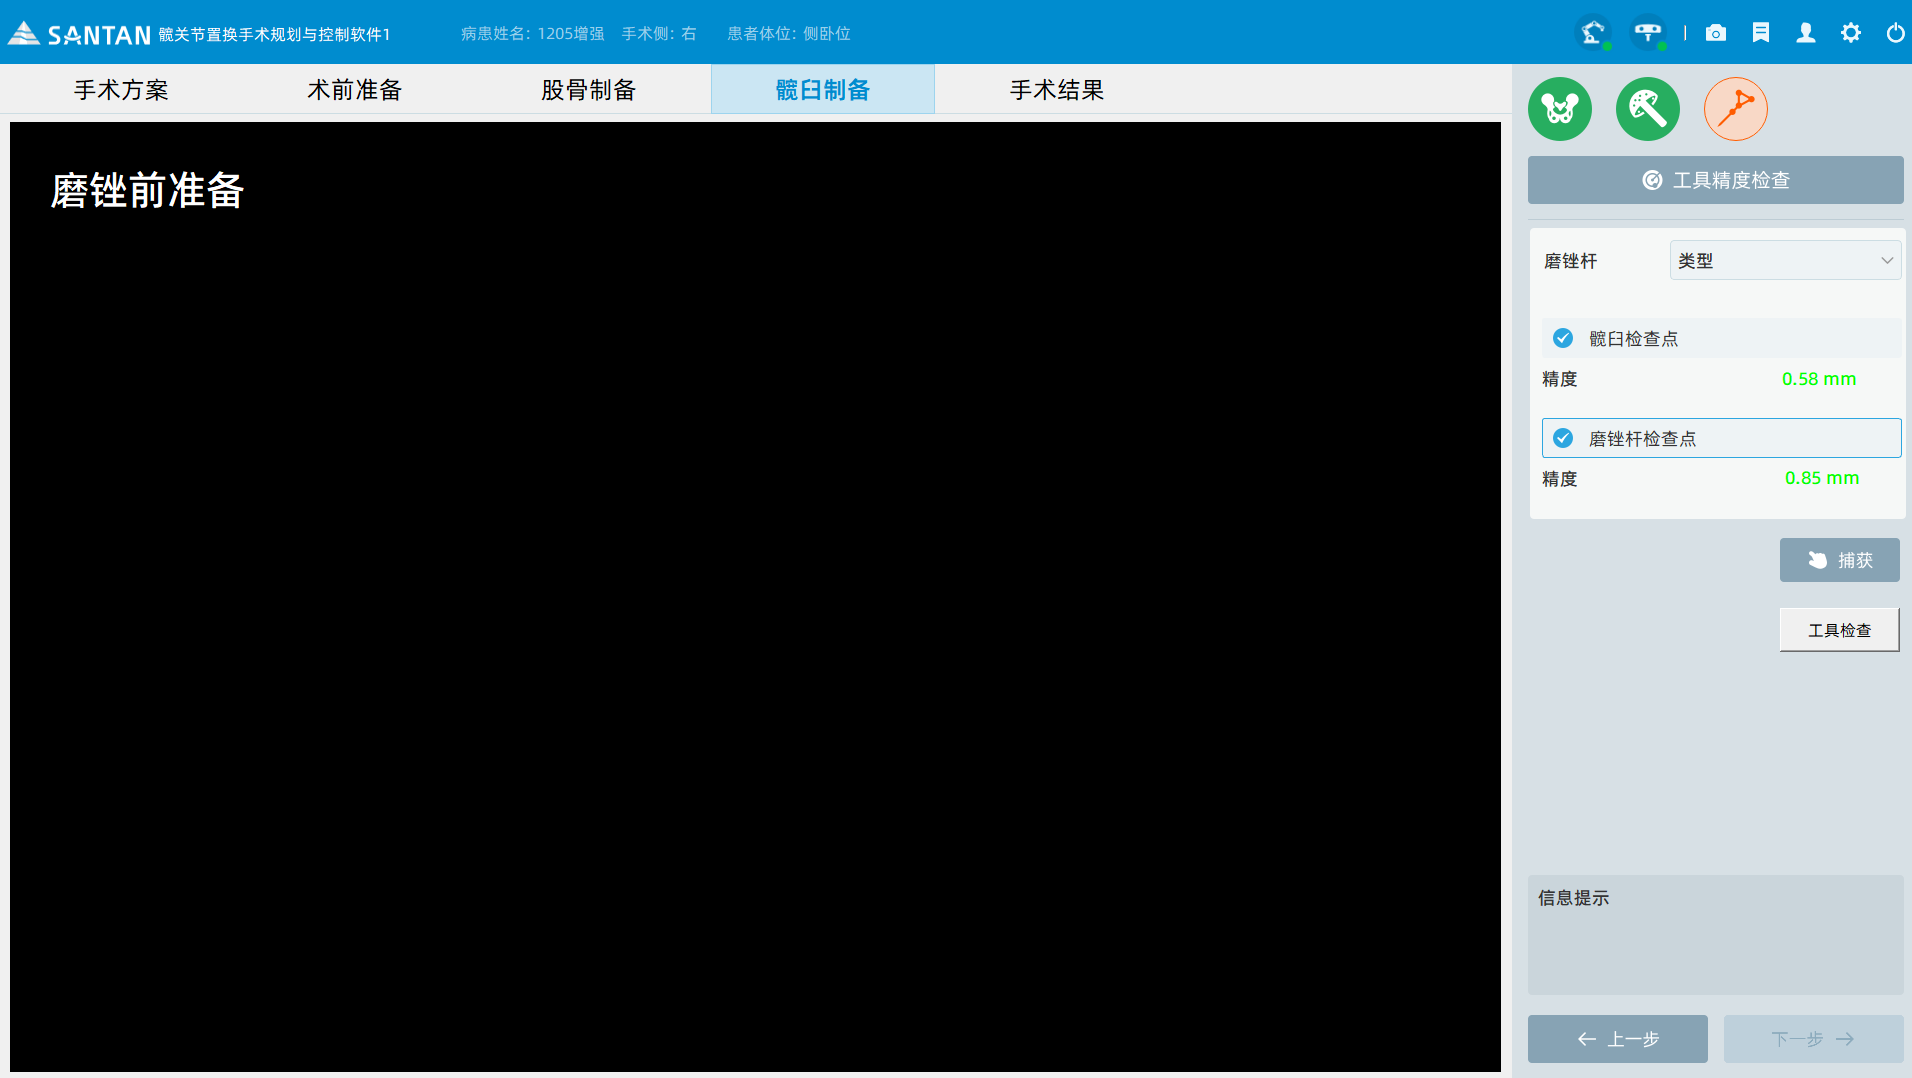 SANTAN 髋关节置换手术规划与控制软件1 病患姓名: 1205增强 手术侧: 右 患者体位: 侧卧位
手术方案 术前准备 股骨制备 髋臼制备 手术结果
磨锉前准备
工具精度检查
磨锉杆 类型
髋臼检查点
精度 0.58 mm
磨锉杆检查点
精度 0.85 mm
捕获
工具检查
信息提示
上一步 下一步